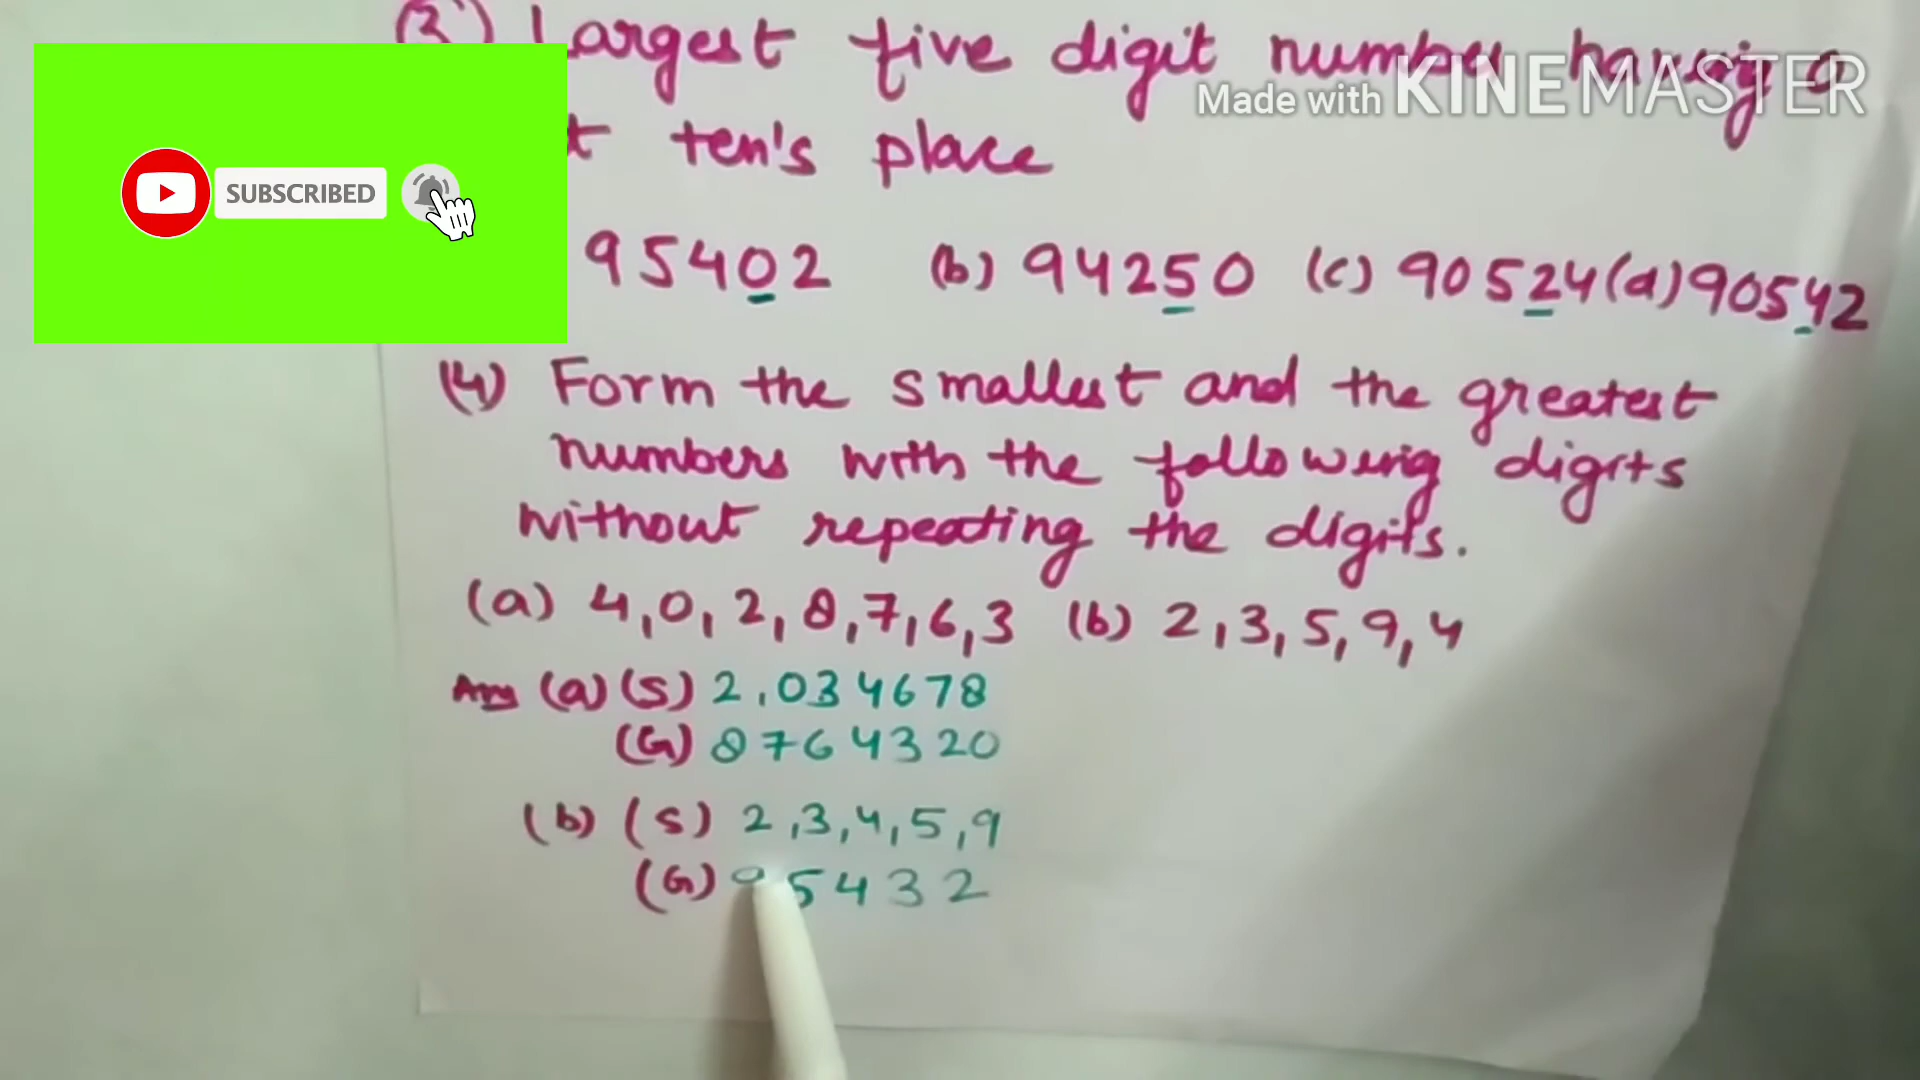 (3) Largest five digit number having a
t ten's place
Made with KINEMASTER
SUBSCRIBED
95402 (b) 94250 (c) 90524 (d) 90542
(4) Form the smallest and the greatest
numbers with the following digits
without repeating the digits.
(a) 4,0,2,8,7,6,3 (b) 2,3,5,9,4
Ans (a) (S) 2,034678
(G) 8764320
(b) (S) 2,3,4,5,9
(G) 95432